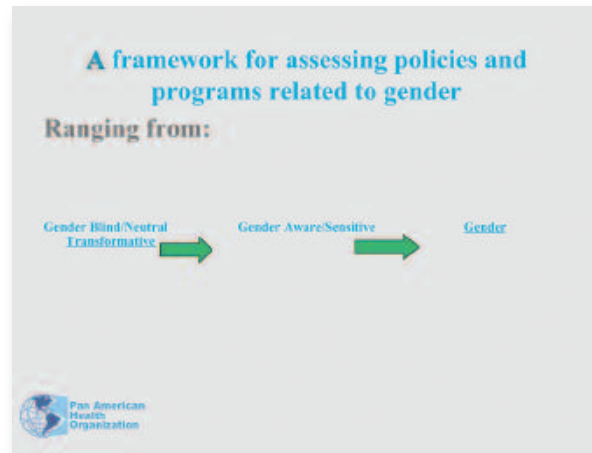 A framework for assessing policies and
programs related to gender
Ranging from:
Gender Blind/Neutral Gender Aware/Sensitive Gender
Transformative
Pan American
Health
Organization